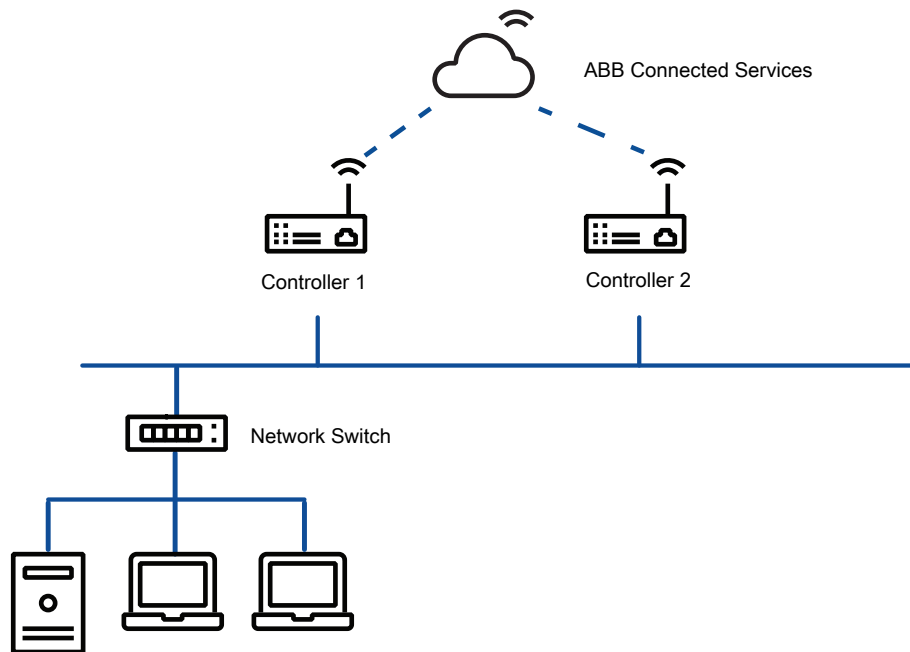 ABB Connected Services
Controller 1
Controller 2
Network Switch